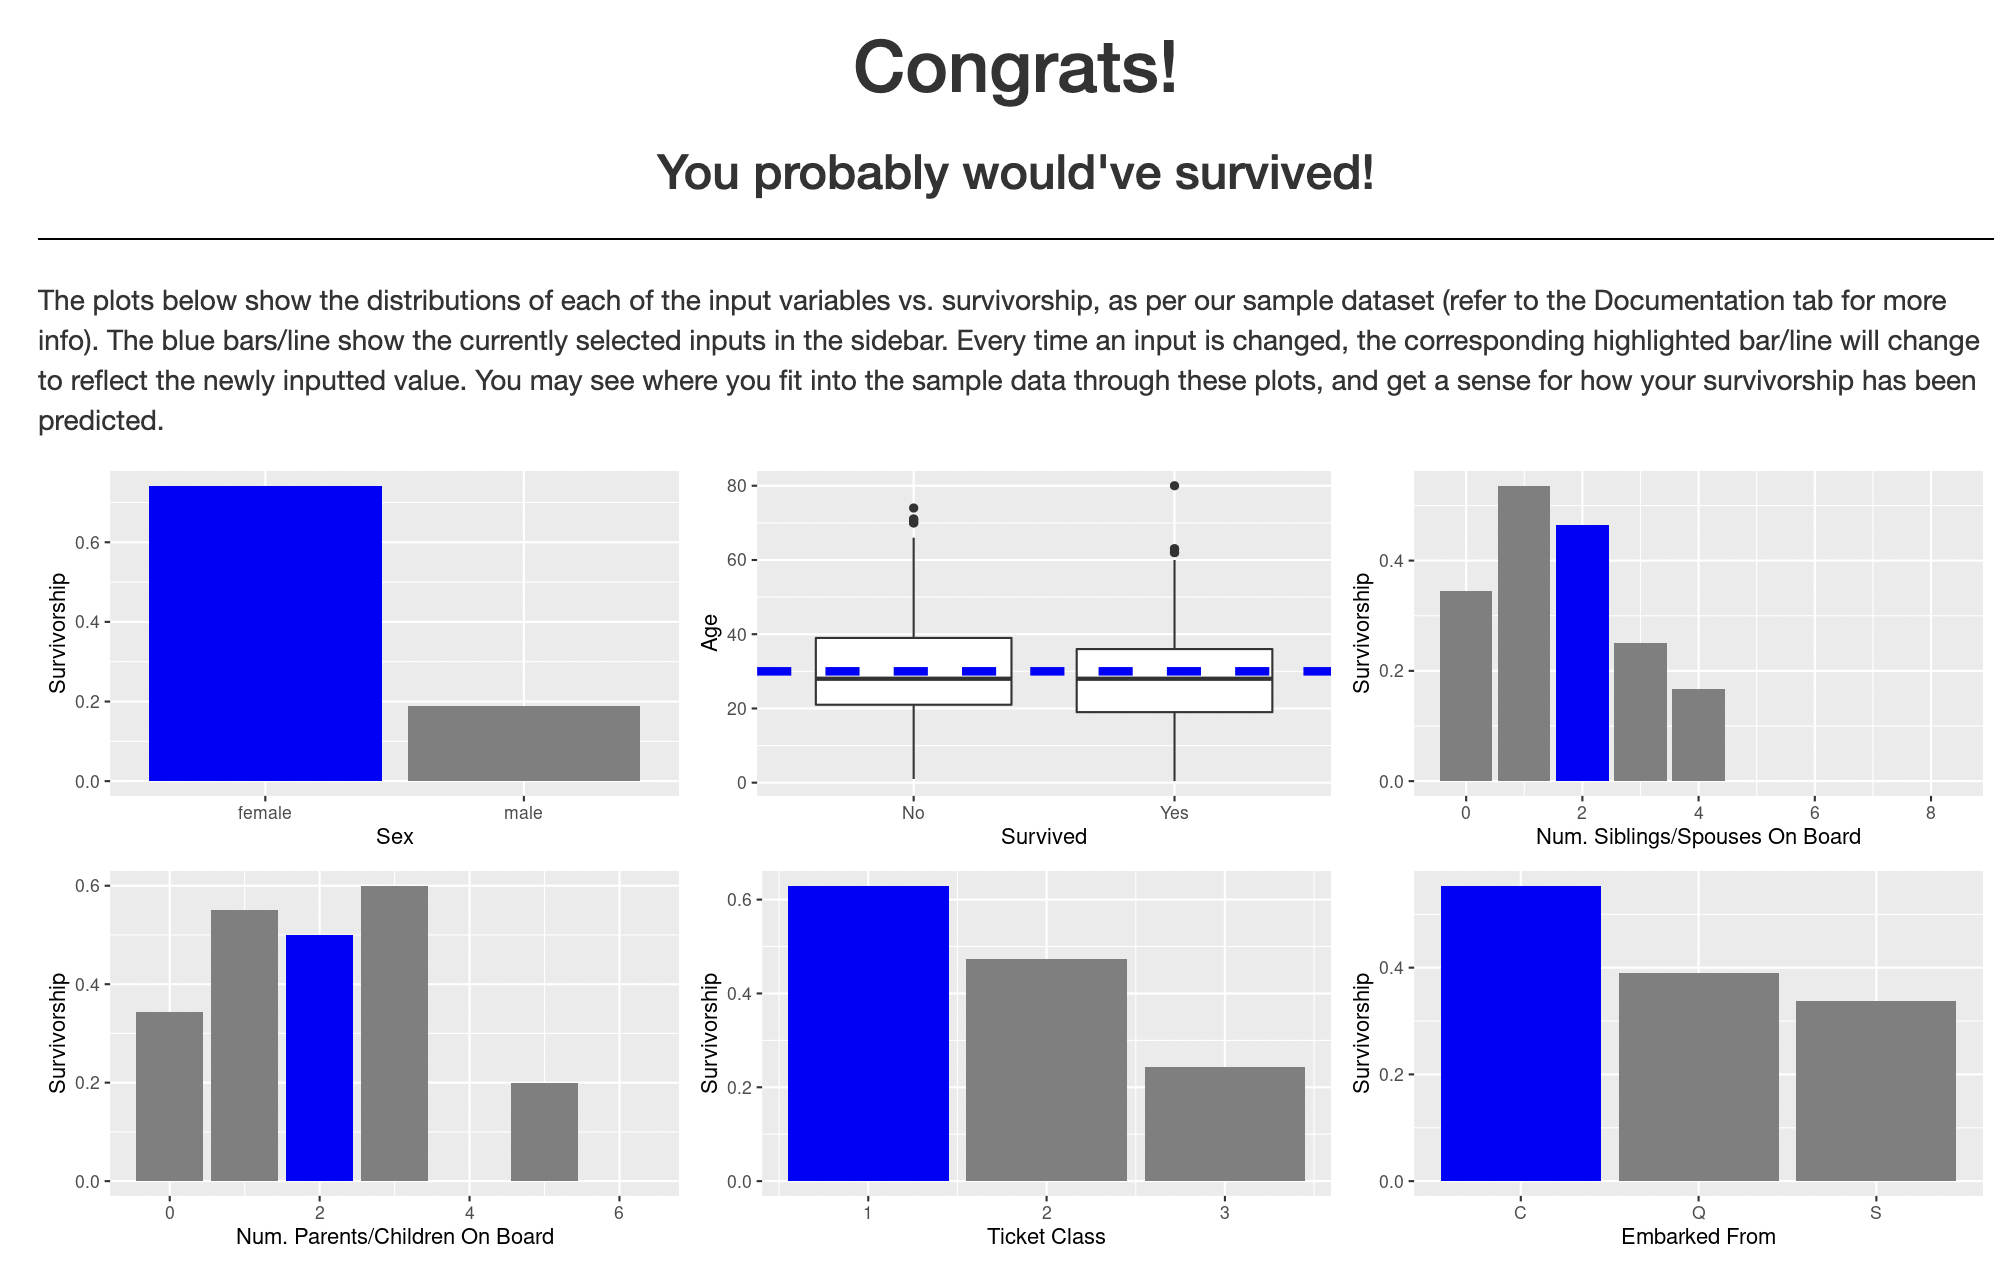 Congrats!
You probably would've survived!
The plots below show the distributions of each of the input variables vs. survivorship, as per our sample dataset (refer to the Documentation tab for more
info). The blue bars/line show the currently selected inputs in the sidebar. Every time an input is changed, the corresponding highlighted bar/line will change
to reflect the newly inputted value. You may see where you fit into the sample data through these plots, and get a sense for how your survivorship has been
predicted.
Survivorship
0.6
0.4
0.2
0.0
female male
Sex
Age
80
60
40
20
0
No Yes
Survived
Survivorship
0.4
0.2
0.0
0 2 4 6 8
Num. Siblings/Spouses On Board
Survivorship
0.6
0.4
0.2
0.0
0 2 4 6
Num. Parents/Children On Board
Survivorship
0.6
0.4
0.2
0.0
1 2 3
Ticket Class
Survivorship
0.4
0.2
0.0
C Q S
Embarked From